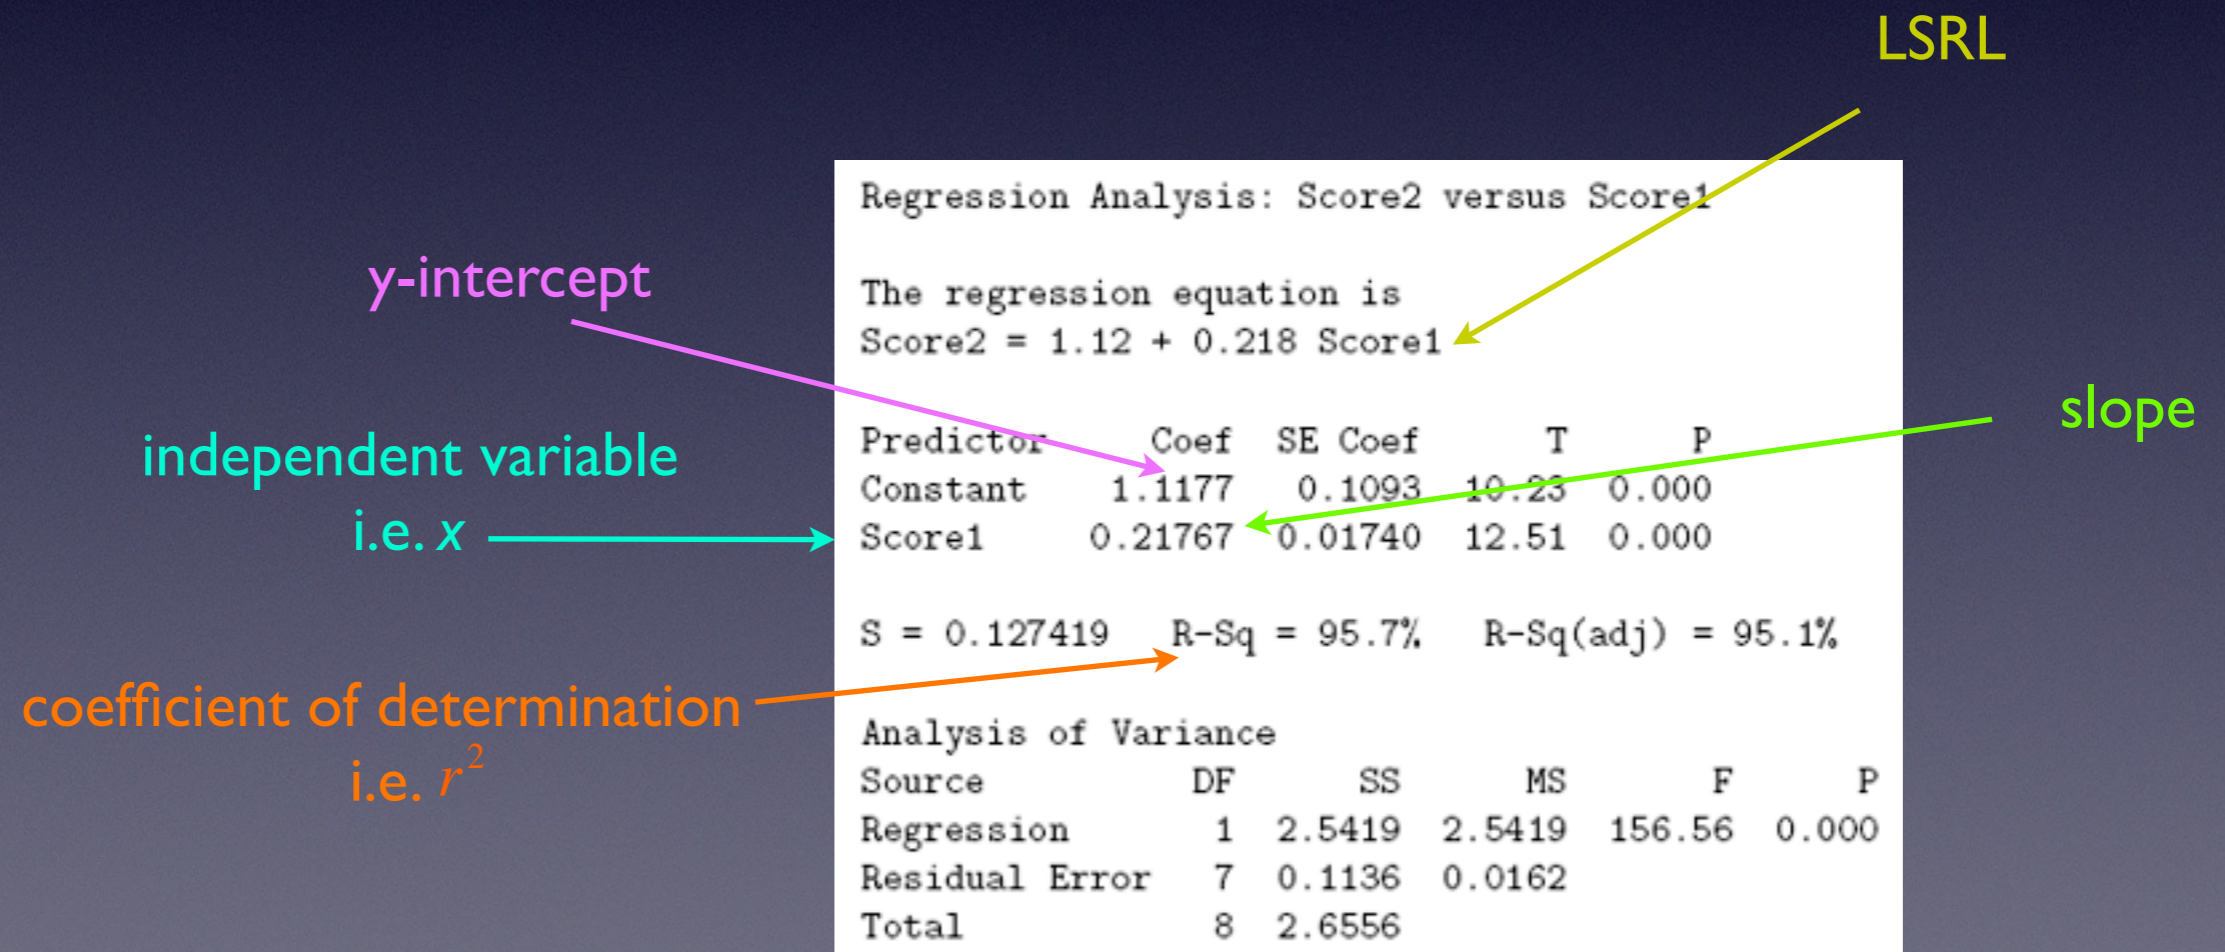 LSRL
y-intercept
independent variable
i.e. x
coefficient of determination
i.e. r²
slope
Regression Analysis: Score2 versus Score1
The regression equation is
Score2 = 1.12 + 0.218 Score1
Predictor Coef SE Coef T P
Constant 1.1177 0.1093 10.23 0.000
Score1 0.21767 0.01740 12.51 0.000
S = 0.127419 R-Sq = 95.7% R-Sq(adj) = 95.1%
Analysis of Variance
Source DF SS MS F P
Regression 1 2.5419 2.5419 156.56 0.000
Residual Error 7 0.1136 0.0162
Total 8 2.6556